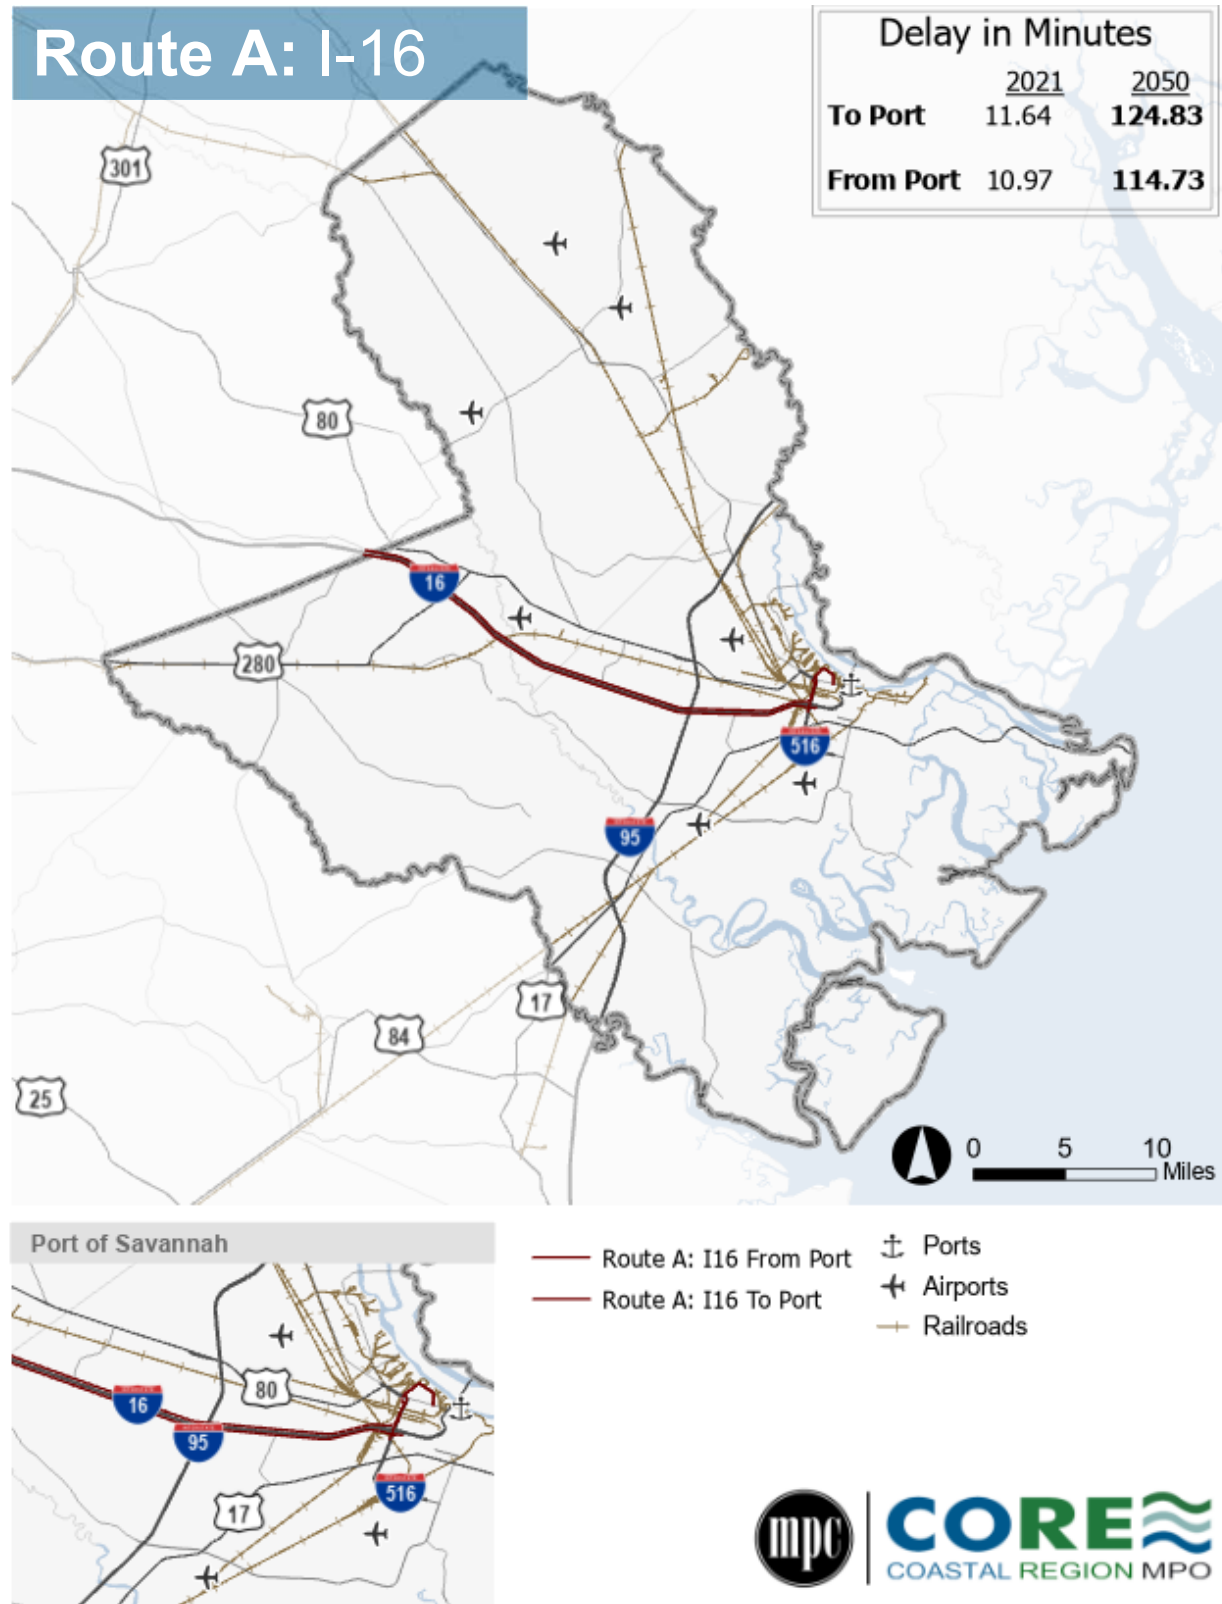 Route A: I-16
Delay in Minutes
2021 2050
To Port 11.64 124.83
From Port 10.97 114.73
301
80
16
280
516
95
17
84
25
0 5 10
Miles
Port of Savannah
16
80
95
17
516
Route A: I16 From Port
Route A: I16 To Port
Ports
Airports
Railroads
mpc
CORE
COASTAL REGION MPO